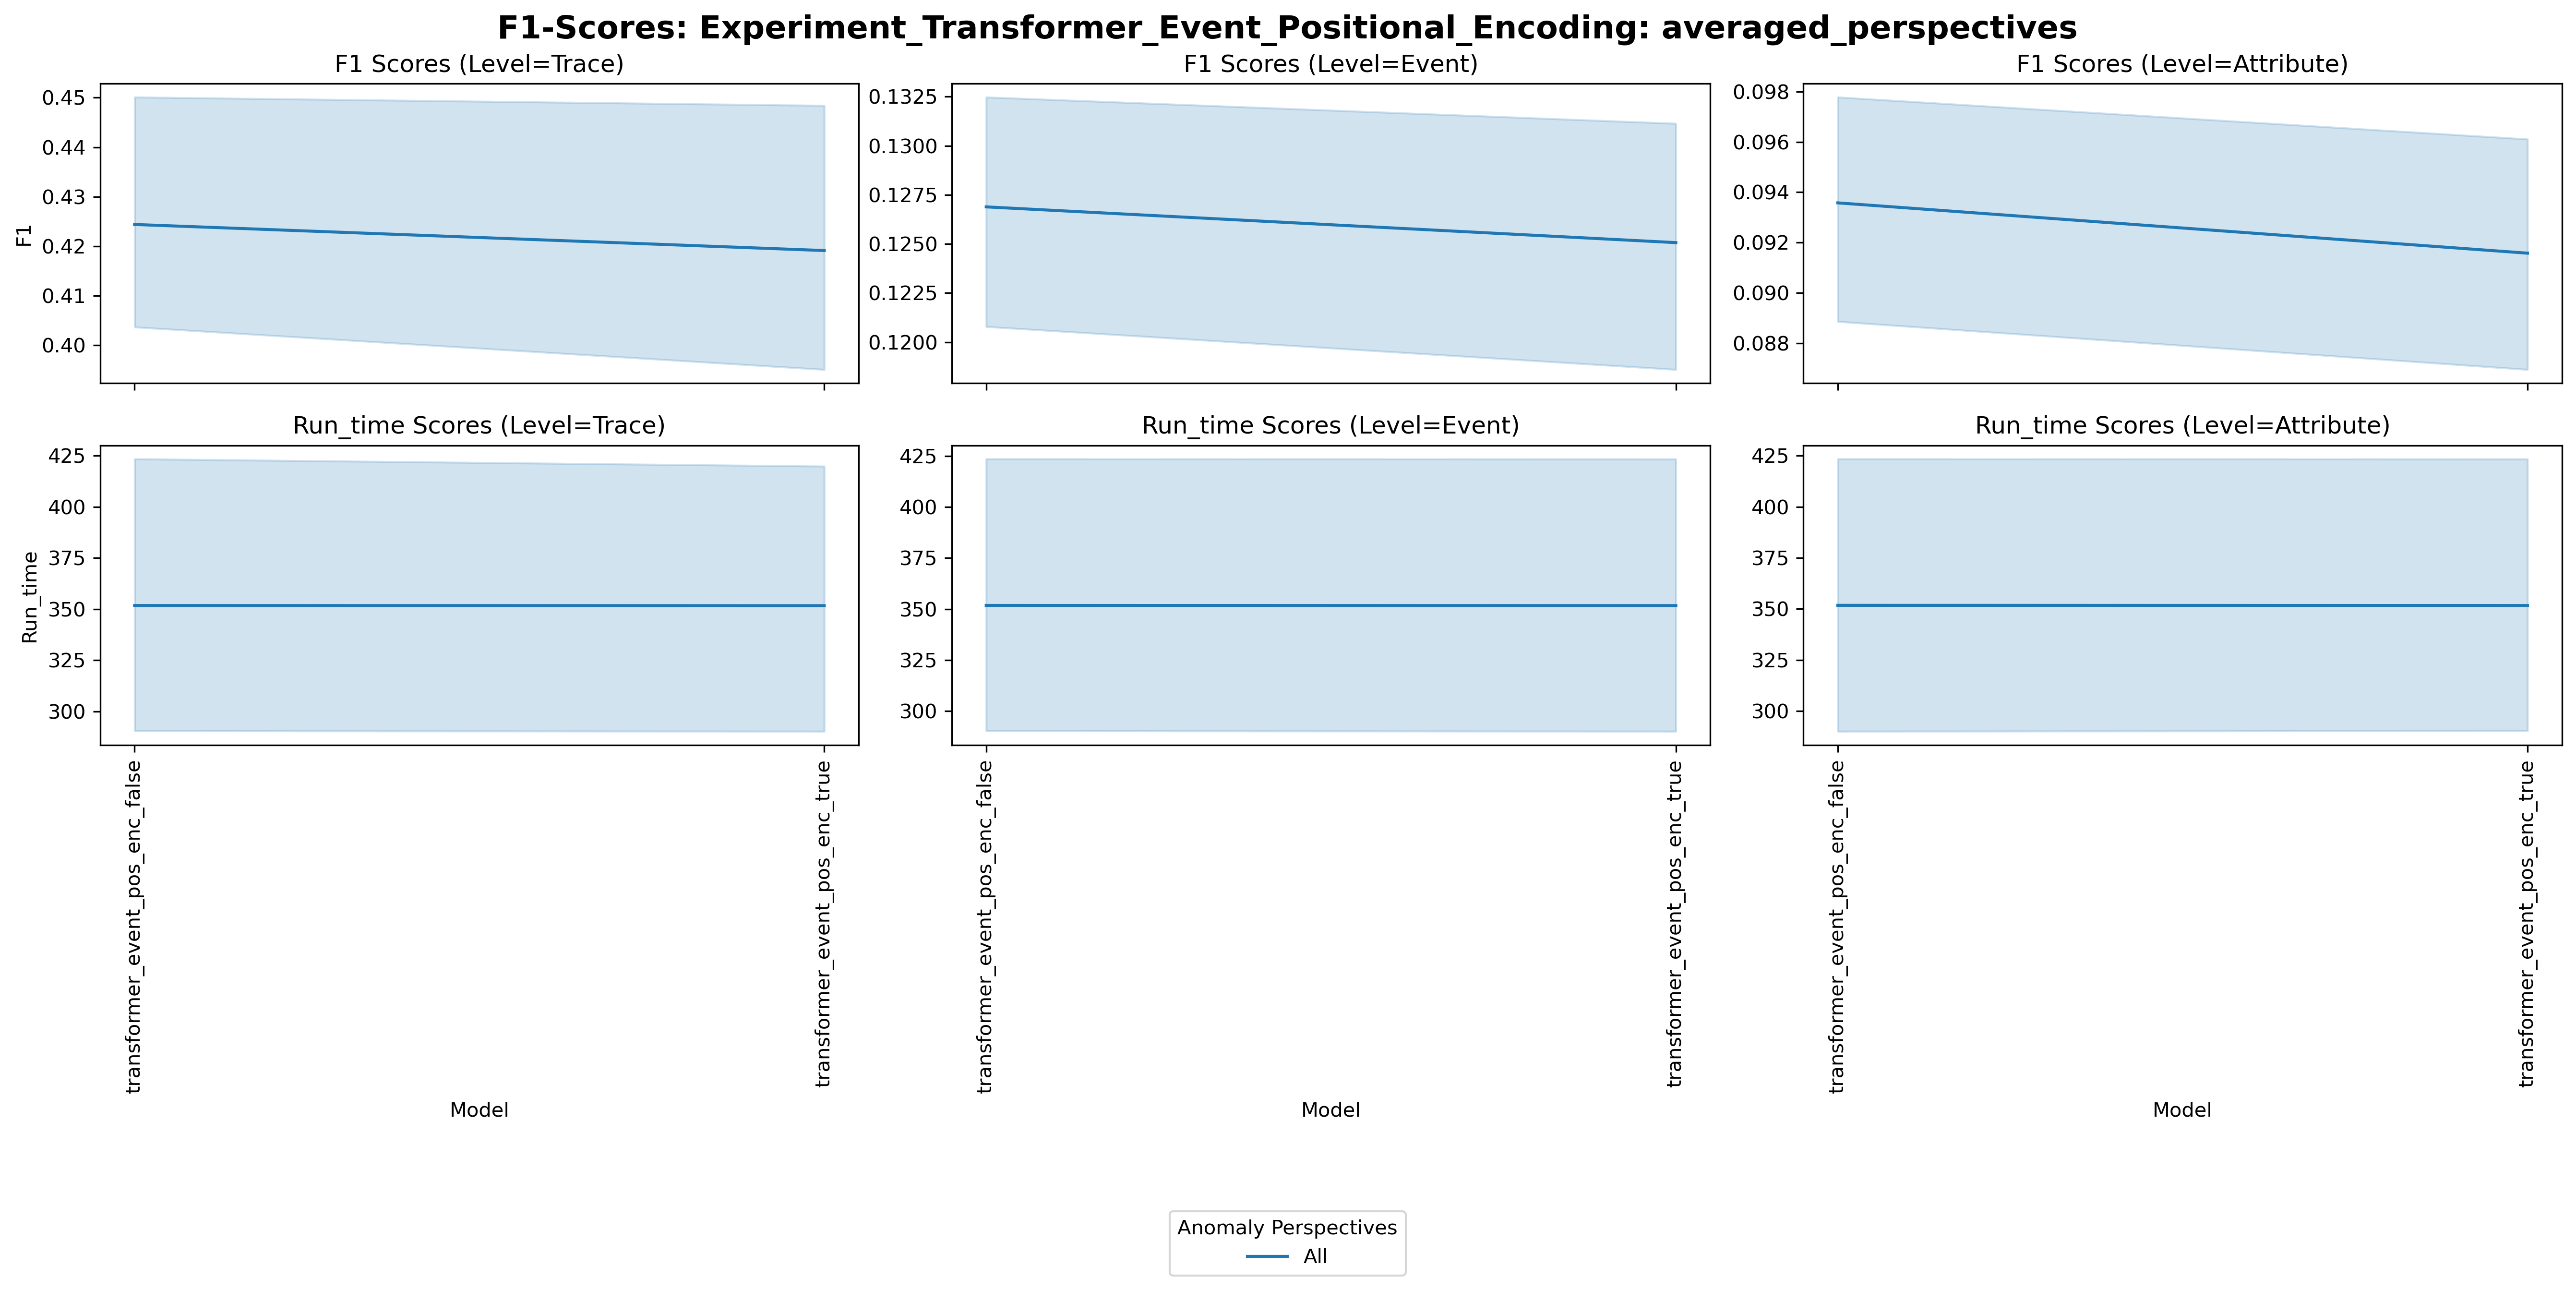 F1-Scores: Experiment_Transformer_Event_Positional_Encoding: averaged_perspectives
F1 Scores (Level=Trace)
0.45
0.44
0.43
0.42
0.41
0.40
F1
F1 Scores (Level=Event)
0.1325
0.1300
0.1275
0.1250
0.1225
0.1200
F1 Scores (Level=Attribute)
0.098
0.096
0.094
0.092
0.090
0.088
Run_time Scores (Level=Trace)
425
400
375
350
325
300
Run_time
transformer_event_pos_enc_false
transformer_event_pos_enc_true
Model
Run_time Scores (Level=Event)
425
400
375
350
325
300
transformer_event_pos_enc_false
transformer_event_pos_enc_true
Model
Run_time Scores (Level=Attribute)
425
400
375
350
325
300
transformer_event_pos_enc_false
transformer_event_pos_enc_true
Model
Anomaly Perspectives
All